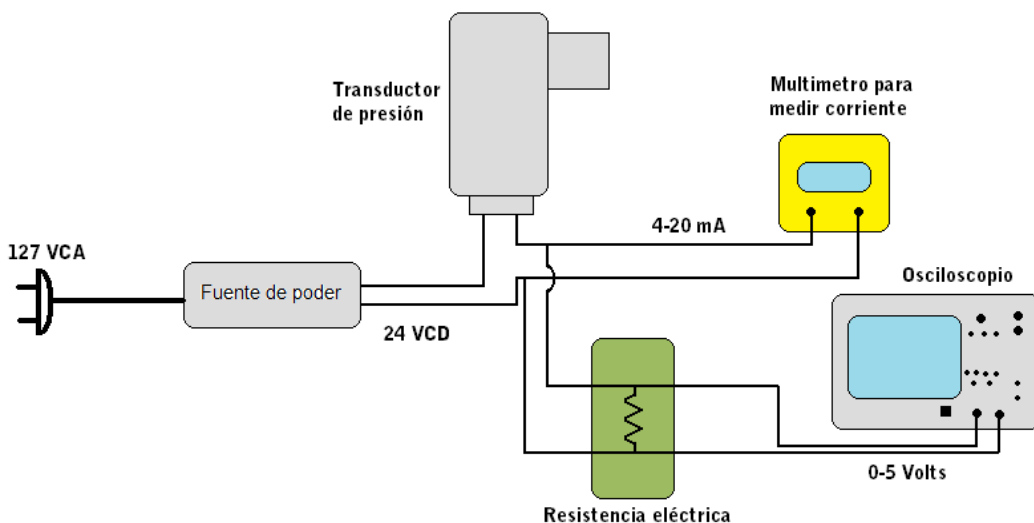 Transductor
de presión
Multimetro para
medir corriente
4-20 mA
127 VCA
Fuente de poder
Osciloscopio
24 VCD
0-5 Volts
Resistencia eléctrica